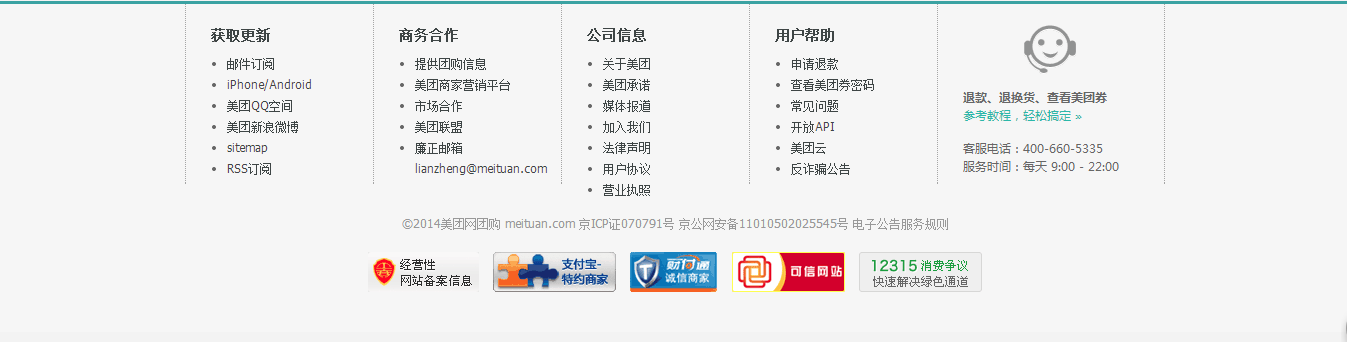 获取更新
邮件订阅
iPhone/Android
美团QQ空间
美团新浪微博
sitemap
RSS订阅
商务合作
提供团购信息
美团商家营销平台
市场合作
美团联盟
廉正邮箱
lianzheng@meituan.com
公司信息
关于美团
美团承诺
媒体报道
加入我们
法律声明
用户协议
营业执照
用户帮助
申请退款
查看美团券密码
常见问题
开放API
美团云
反诈骗公告
退款、退换货、查看美团券
参考教程，轻松搞定 »
客服电话：400-660-5335
服务时间：每天 9:00 - 22:00
©2014美团网团购 meituan.com 京ICP证070791号 京公网安备11010502025545号 电子公告服务规则
经营性
网站备案信息
支付宝-
特约商家
财付通
诚信商家
可信网站
12315 消费争议
快速解决绿色通道